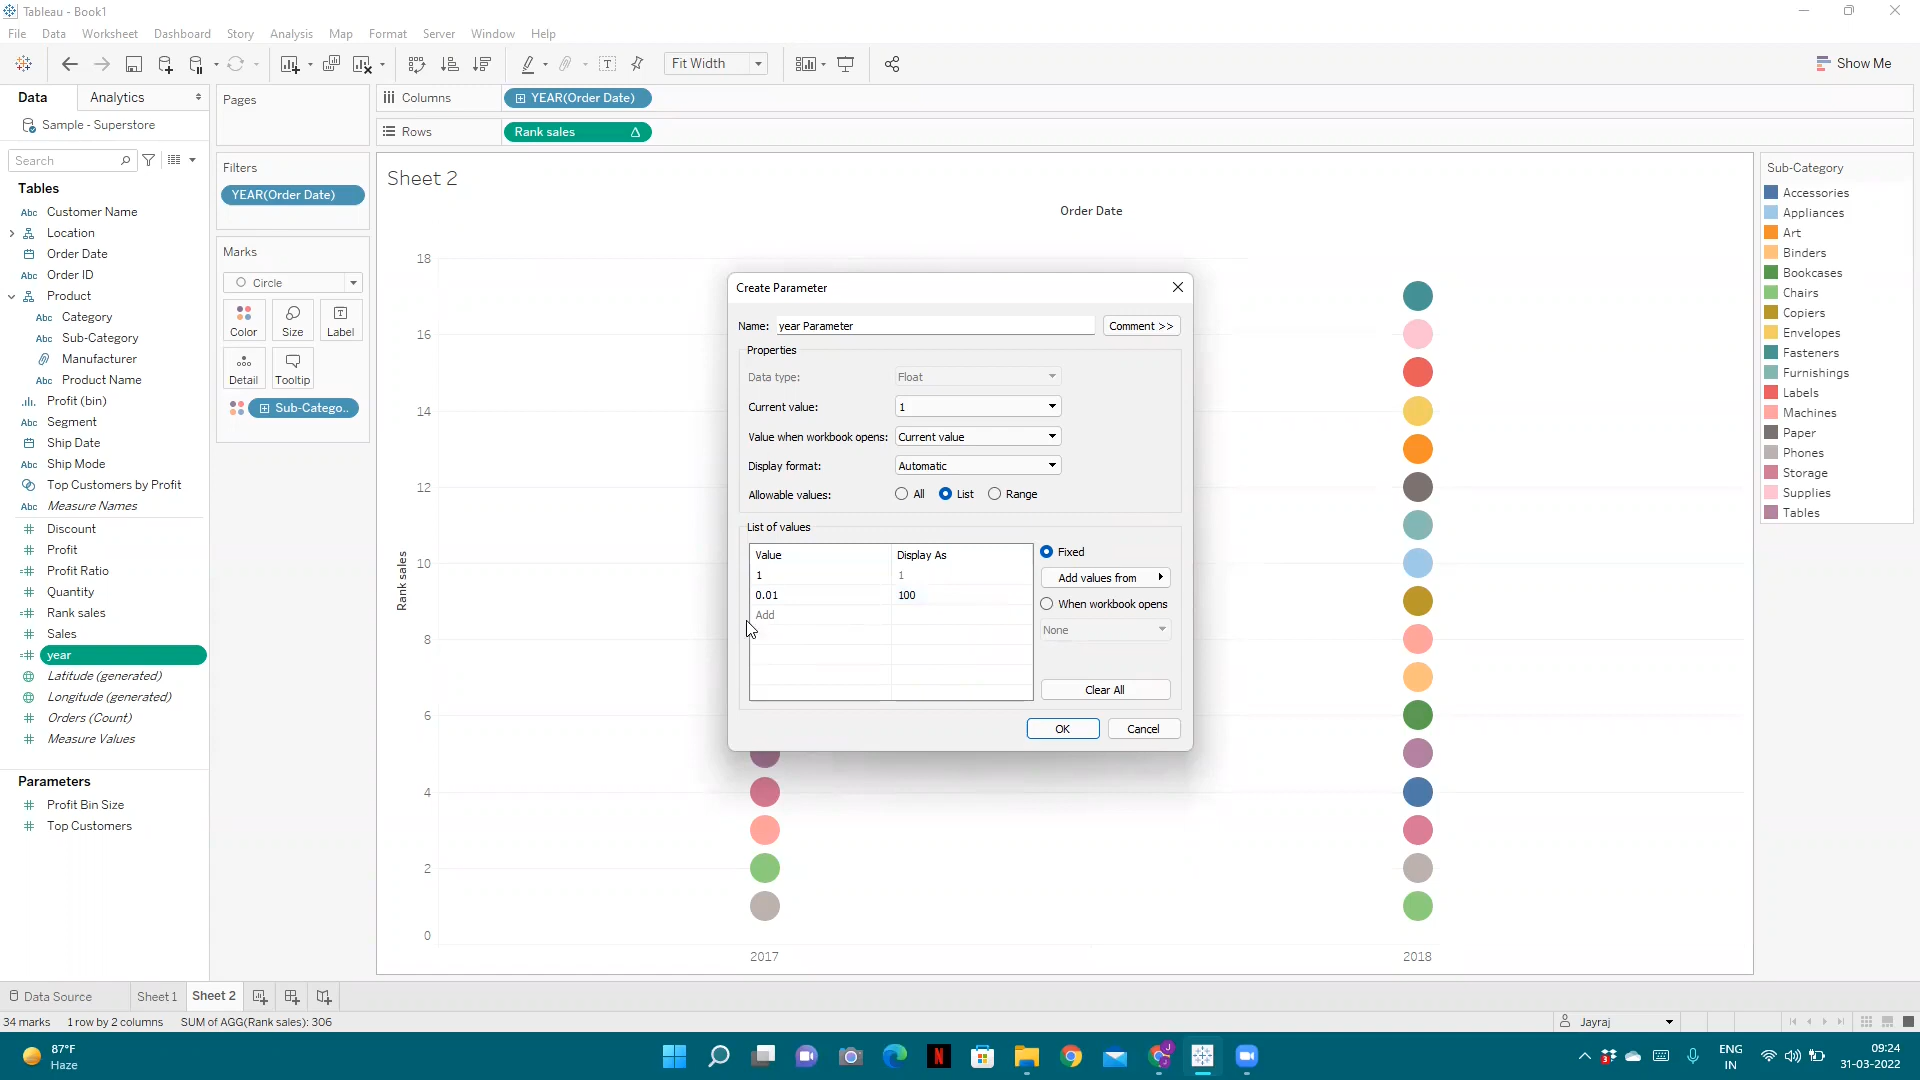 Tableau - Book1
File Data Worksheet Dashboard Story Analysis Map Format Server Window Help
Fit Width
Show Me
Data Analytics
Sample - Superstore
Search
Tables
Abc Customer Name
Location
Order Date
Abc Order ID
Product
Abc Category
Abc Sub-Category
Manufacturer
Abc Product Name
Profit (bin)
Abc Segment
Ship Date
Abc Ship Mode
Top Customers by Profit
Abc Measure Names
# Discount
# Profit
=# Profit Ratio
# Quantity
=# Rank sales
# Sales
=# year
Latitude (generated)
Longitude (generated)
# Orders (Count)
# Measure Values
Parameters
# Profit Bin Size
# Top Customers
Pages
Filters
YEAR(Order Date)
Marks
Circle
Color Size Label
Detail Tooltip
Sub-Catego..
Columns YEAR(Order Date)
Rows Rank sales Δ
Sheet 2
Order Date
Rank sales
18
16
14
12
10
8
6
4
2
0
2017 2018
Create Parameter
Name: year Parameter Comment >>
Properties
Data type: Float
Current value: 1
Value when workbook opens: Current value
Display format: Automatic
Allowable values: All List Range
List of values
Value Display As
1 1
0.01 100
Add
Fixed
Add values from
When workbook opens
None
Clear All
OK Cancel
Sub-Category
Accessories
Appliances
Art
Binders
Bookcases
Chairs
Copiers
Envelopes
Fasteners
Furnishings
Labels
Machines
Paper
Phones
Storage
Supplies
Tables
Data Source Sheet 1 Sheet 2
34 marks 1 row by 2 columns SUM of AGG(Rank sales): 306
Jayraj
87°F
Haze
ENG
IN
09:24
31-03-2022